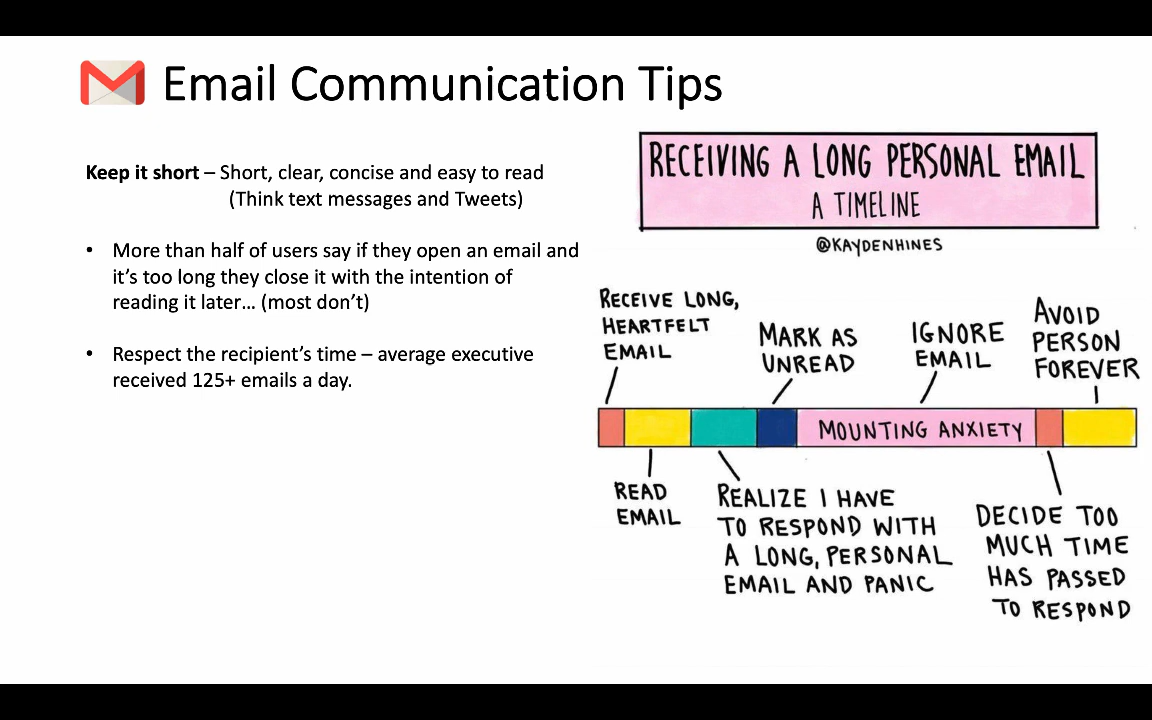 Email Communication Tips
Keep it short – Short, clear, concise and easy to read
(Think text messages and Tweets)
• More than half of users say if they open an email and
it's too long they close it with the intention of
reading it later... (most don't)
• Respect the recipient's time – average executive
received 125+ emails a day.
RECEIVING A LONG PERSONAL EMAIL
A TIMELINE
@KAYDENHINES
RECEIVE LONG,
HEARTFELT
EMAIL
MARK AS
UNREAD
IGNORE
EMAIL
AVOID
PERSON
FOREVER
MOUNTING ANXIETY
READ
EMAIL
REALIZE I HAVE
TO RESPOND WITH
A LONG, PERSONAL
EMAIL AND PANIC
DECIDE TOO
MUCH TIME
HAS PASSED
TO RESPOND